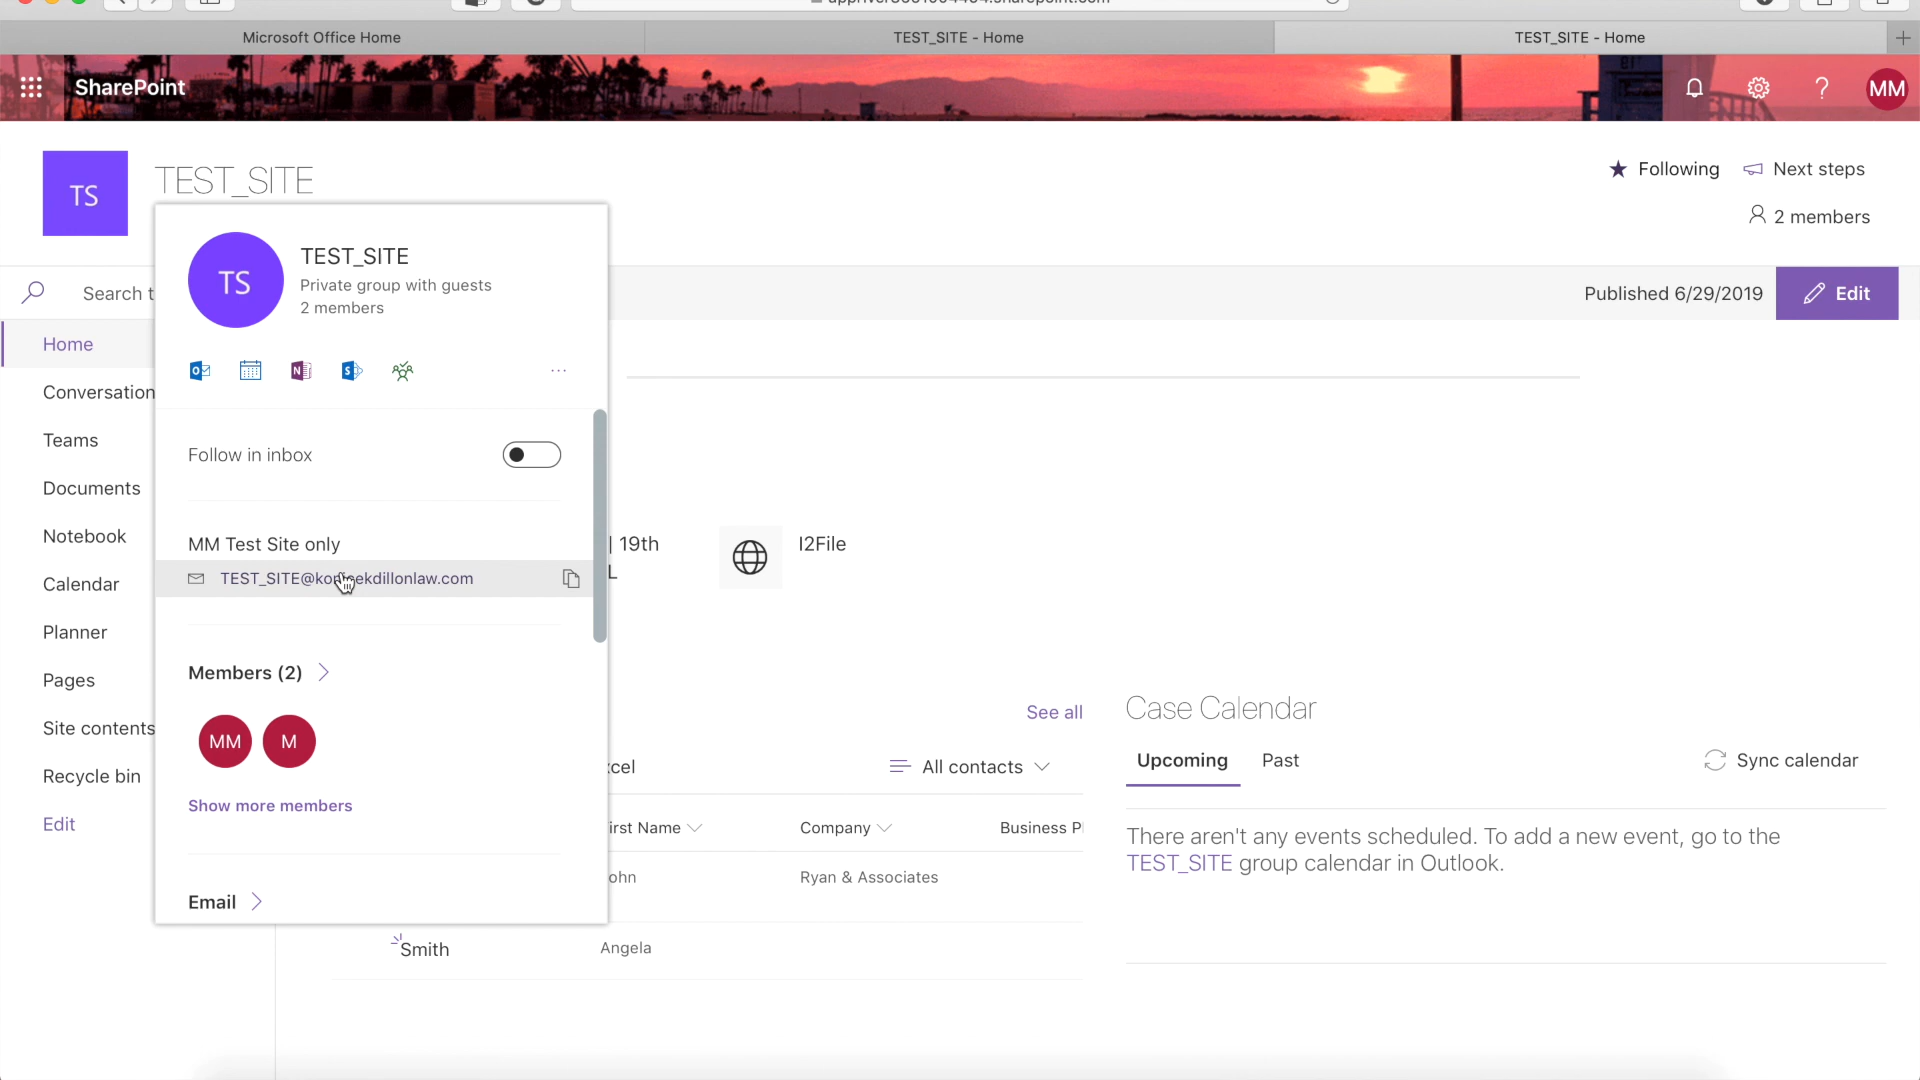 Microsoft Office Home
TEST_SITE - Home
TEST_SITE - Home
SharePoint
MM
TS
TEST_SITE
Following
Next steps
2 members
Search t
Published 6/29/2019
Edit
Home
Conversation
Teams
Documents
Notebook
Calendar
Planner
Pages
Site contents
Recycle bin
Edit
TS
TEST_SITE
Private group with guests
2 members
Follow in inbox
MM Test Site only
Members (2)
MM
M
Show more members
Email
| 19th
L
I2File
See all
xcel
All contacts
irst Name
Company
Business P
ohn
Ryan & Associates
Smith
Angela
Case Calendar
Upcoming
Past
Sync calendar
There aren't any events scheduled. To add a new event, go to the
TEST_SITE group calendar in Outlook.